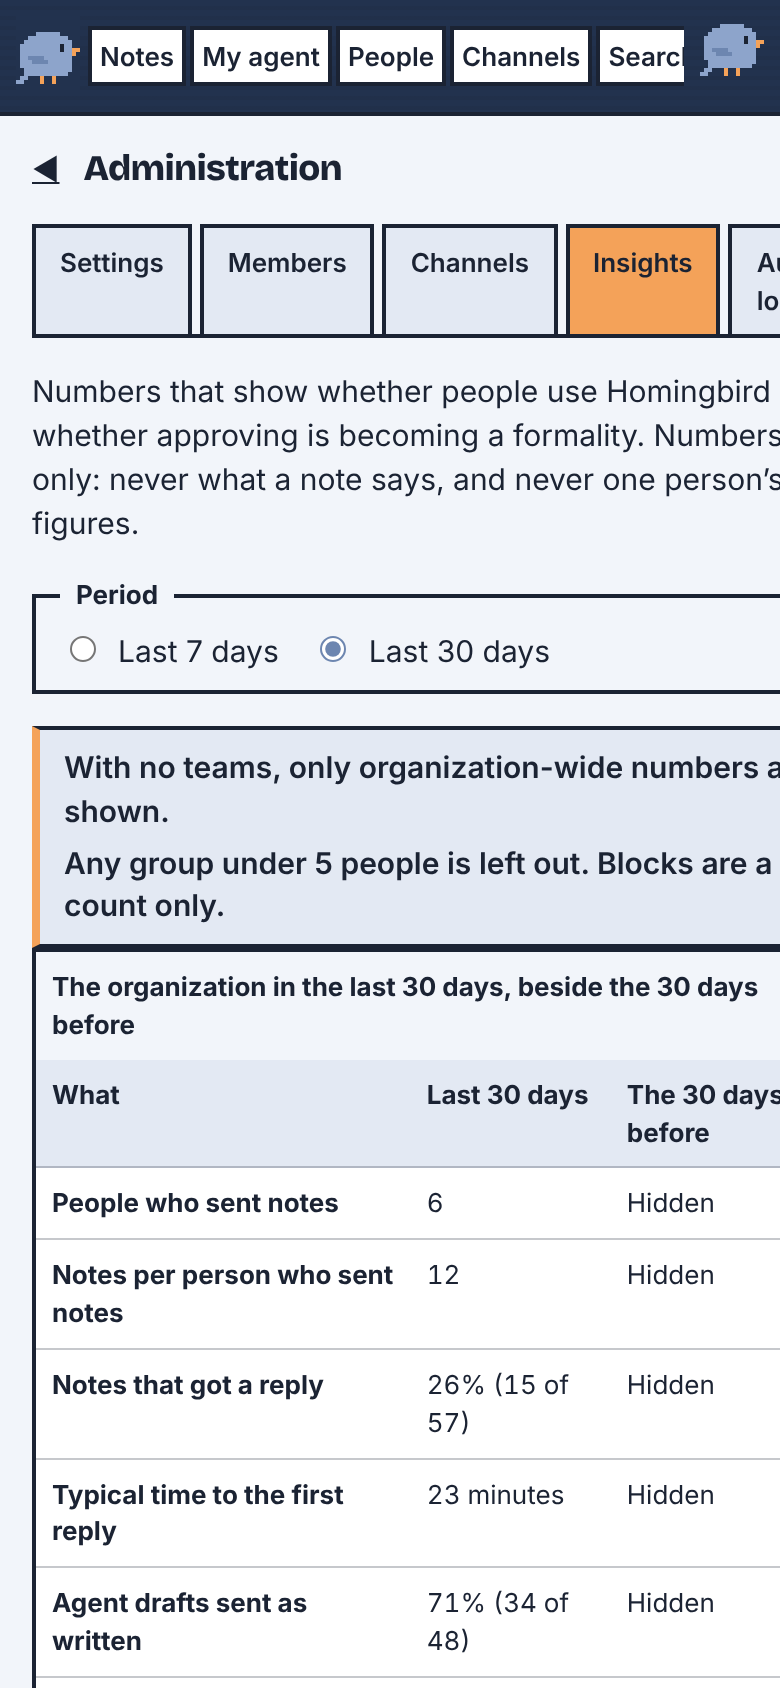 Notes My agent People Channels
Administration
Settings Members Channels Insights
Numbers that show whether people use Homingbird
whether approving is becoming a formality. Numbers
only: never what a note says, and never one person's
figures.
Period
Last 7 days Last 30 days
With no teams, only organization-wide numbers
shown.
Any group under 5 people is left out. Blocks are a
count only.
The organization in the last 30 days, beside the 30 days
before
What Last 30 days The 30 days
before
People who sent notes 6 Hidden
Notes per person who sent 12 Hidden
notes
Notes that got a reply 26% (15 of Hidden
57)
Typical time to the first 23 minutes Hidden
reply
Agent drafts sent as 71% (34 of Hidden
written 48)